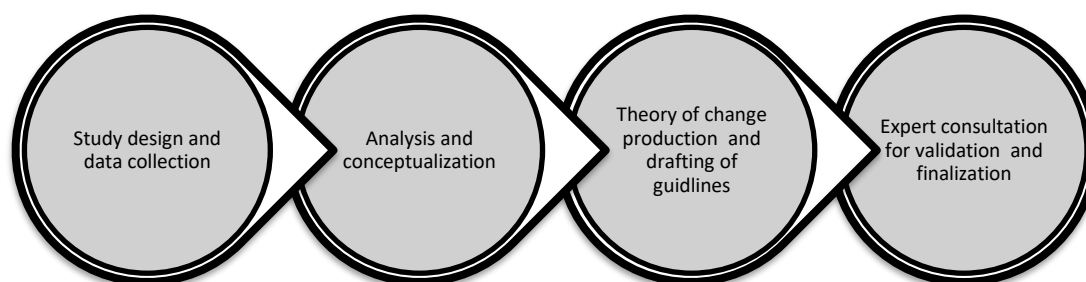 Study design and
data collection
Analysis and
conceptualization
Theory of change
production and
drafting of
guidlines
Expert consultation
for validation and
finalization